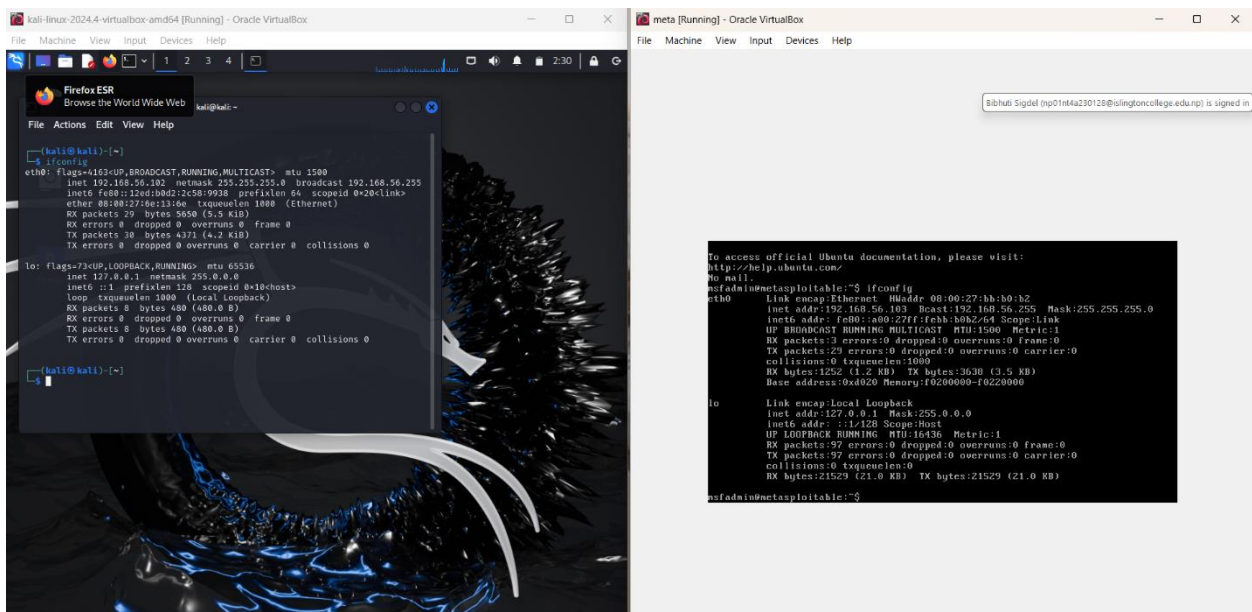 kali-linux-2024.4-virtualbox-amd64 [Running] - Oracle VirtualBox
File Machine View Input Devices Help
1 2 3 4
2:30
Firefox ESR
Browse the World Wide Web
kali@kali: ~
File Actions Edit View Help
┌──(kali㉿kali)-[~]
└─$ ifconfig
eth0: flags=4163<UP,BROADCAST,RUNNING,MULTICAST> mtu 1500
inet 192.168.56.102 netmask 255.255.255.0 broadcast 192.168.56.255
inet6 fe80::12ed:b0d2:2c58:9938 prefixlen 64 scopeid 0×20<link>
ether 08:00:27:6e:13:6e txqueuelen 1000 (Ethernet)
RX packets 29 bytes 5650 (5.5 KiB)
RX errors 0 dropped 0 overruns 0 frame 0
TX packets 30 bytes 4371 (4.2 KiB)
TX errors 0 dropped 0 overruns 0 carrier 0 collisions 0
lo: flags=73<UP,LOOPBACK,RUNNING> mtu 65536
inet 127.0.0.1 netmask 255.0.0.0
inet6 ::1 prefixlen 128 scopeid 0×10<host>
loop txqueuelen 1000 (Local Loopback)
RX packets 8 bytes 480 (480.0 B)
RX errors 0 dropped 0 overruns 0 frame 0
TX packets 8 bytes 480 (480.0 B)
TX errors 0 dropped 0 overruns 0 carrier 0 collisions 0
┌──(kali㉿kali)-[~]
└─$
meta [Running] - Oracle VirtualBox
File Machine View Input Devices Help
Bibhuti Sigdel (np01nt4a230128@islingtoncollege.edu.np) is signed in
To access official Ubuntu documentation, please visit:
http://help.ubuntu.com/
No mail.
msfadmin@metasploitable:~$ ifconfig
eth0 Link encap:Ethernet HWaddr 08:00:27:bb:b0:b2
inet addr:192.168.56.103 Bcast:192.168.56.255 Mask:255.255.255.0
inet6 addr: fe80::a00:27ff:febb:b0b2/64 Scope:Link
UP BROADCAST RUNNING MULTICAST MTU:1500 Metric:1
RX packets:3 errors:0 dropped:0 overruns:0 frame:0
TX packets:29 errors:0 dropped:0 overruns:0 carrier:0
collisions:0 txqueuelen:1000
RX bytes:1252 (1.2 KB) TX bytes:3638 (3.5 KB)
Base address:0xd020 Memory:f0200000-f0220000
lo Link encap:Local Loopback
inet addr:127.0.0.1 Mask:255.0.0.0
inet6 addr: ::1/128 Scope:Host
UP LOOPBACK RUNNING MTU:16436 Metric:1
RX packets:97 errors:0 dropped:0 overruns:0 frame:0
TX packets:97 errors:0 dropped:0 overruns:0 carrier:0
collisions:0 txqueuelen:0
RX bytes:21529 (21.0 KB) TX bytes:21529 (21.0 KB)
msfadmin@metasploitable:~$